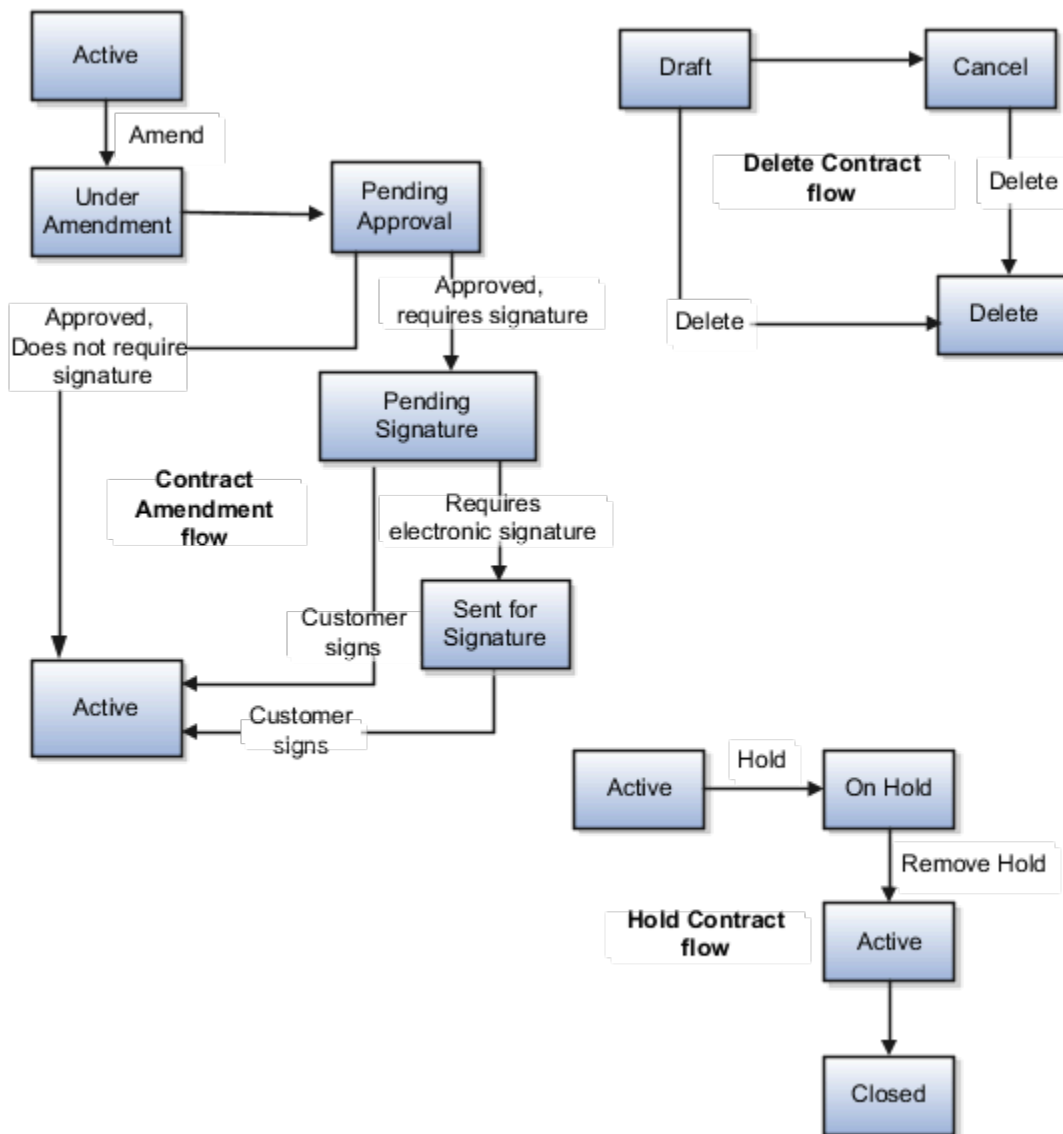 Active
Amend
Under
Amendment
Pending
Approval
Approved,
requires signature
Approved,
Does not require
signature
Pending
Signature
Contract
Amendment
flow
Requires
electronic signature
Sent for
Signature
Customer
signs
Customer
signs
Active
Draft
Cancel
Delete Contract
flow
Delete
Delete
Delete
Active
Hold
On Hold
Remove Hold
Hold Contract
flow
Active
Closed